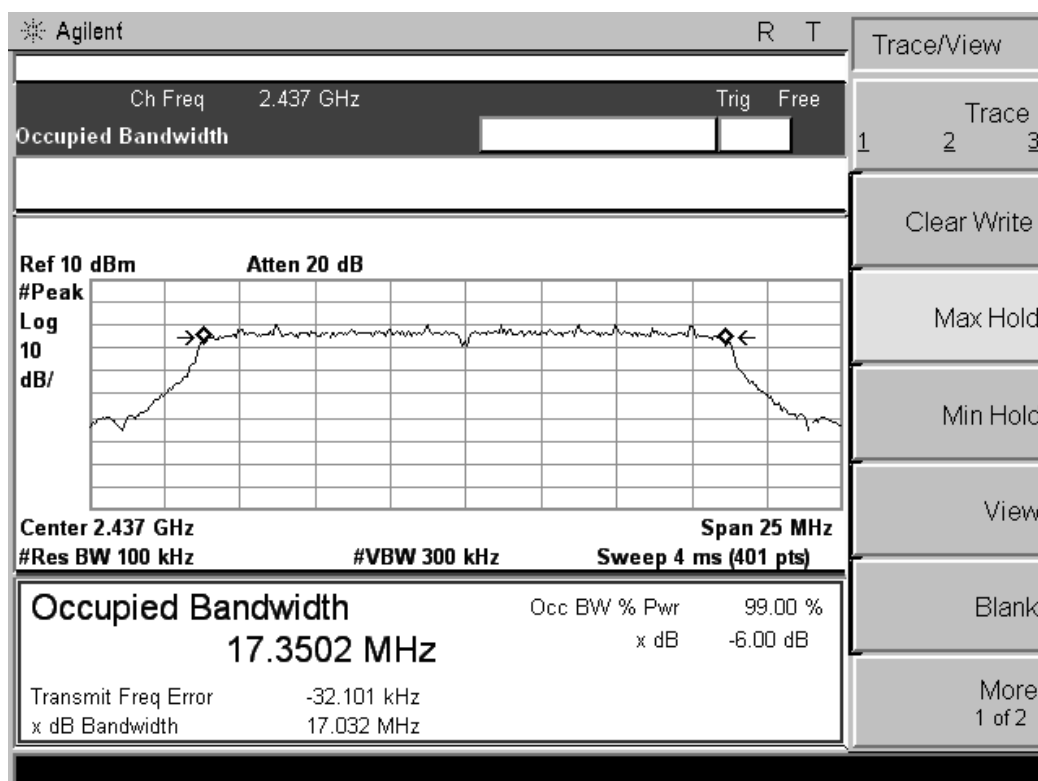 Agilent R T
Trace/View
Ch Freq 2.437 GHz Trig Free
Occupied Bandwidth
Trace
1 2 3
Clear Write
Max Hold
Min Hold
View
Blank
More
1 of 2
Ref 10 dBm Atten 20 dB
#Peak
Log
10
dB/
Center 2.437 GHz Span 25 MHz
#Res BW 100 kHz #VBW 300 kHz Sweep 4 ms (401 pts)
Occupied Bandwidth
17.3502 MHz
Occ BW % Pwr 99.00 %
x dB -6.00 dB
Transmit Freq Error -32.101 kHz
x dB Bandwidth 17.032 MHz